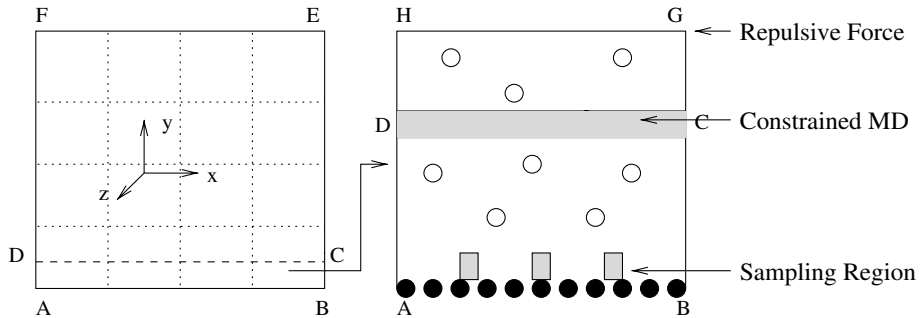 F
E
y
x
z
D
C
A
B
H
G
Repulsive Force
D
C
Constrained MD
Sampling Region
A
B